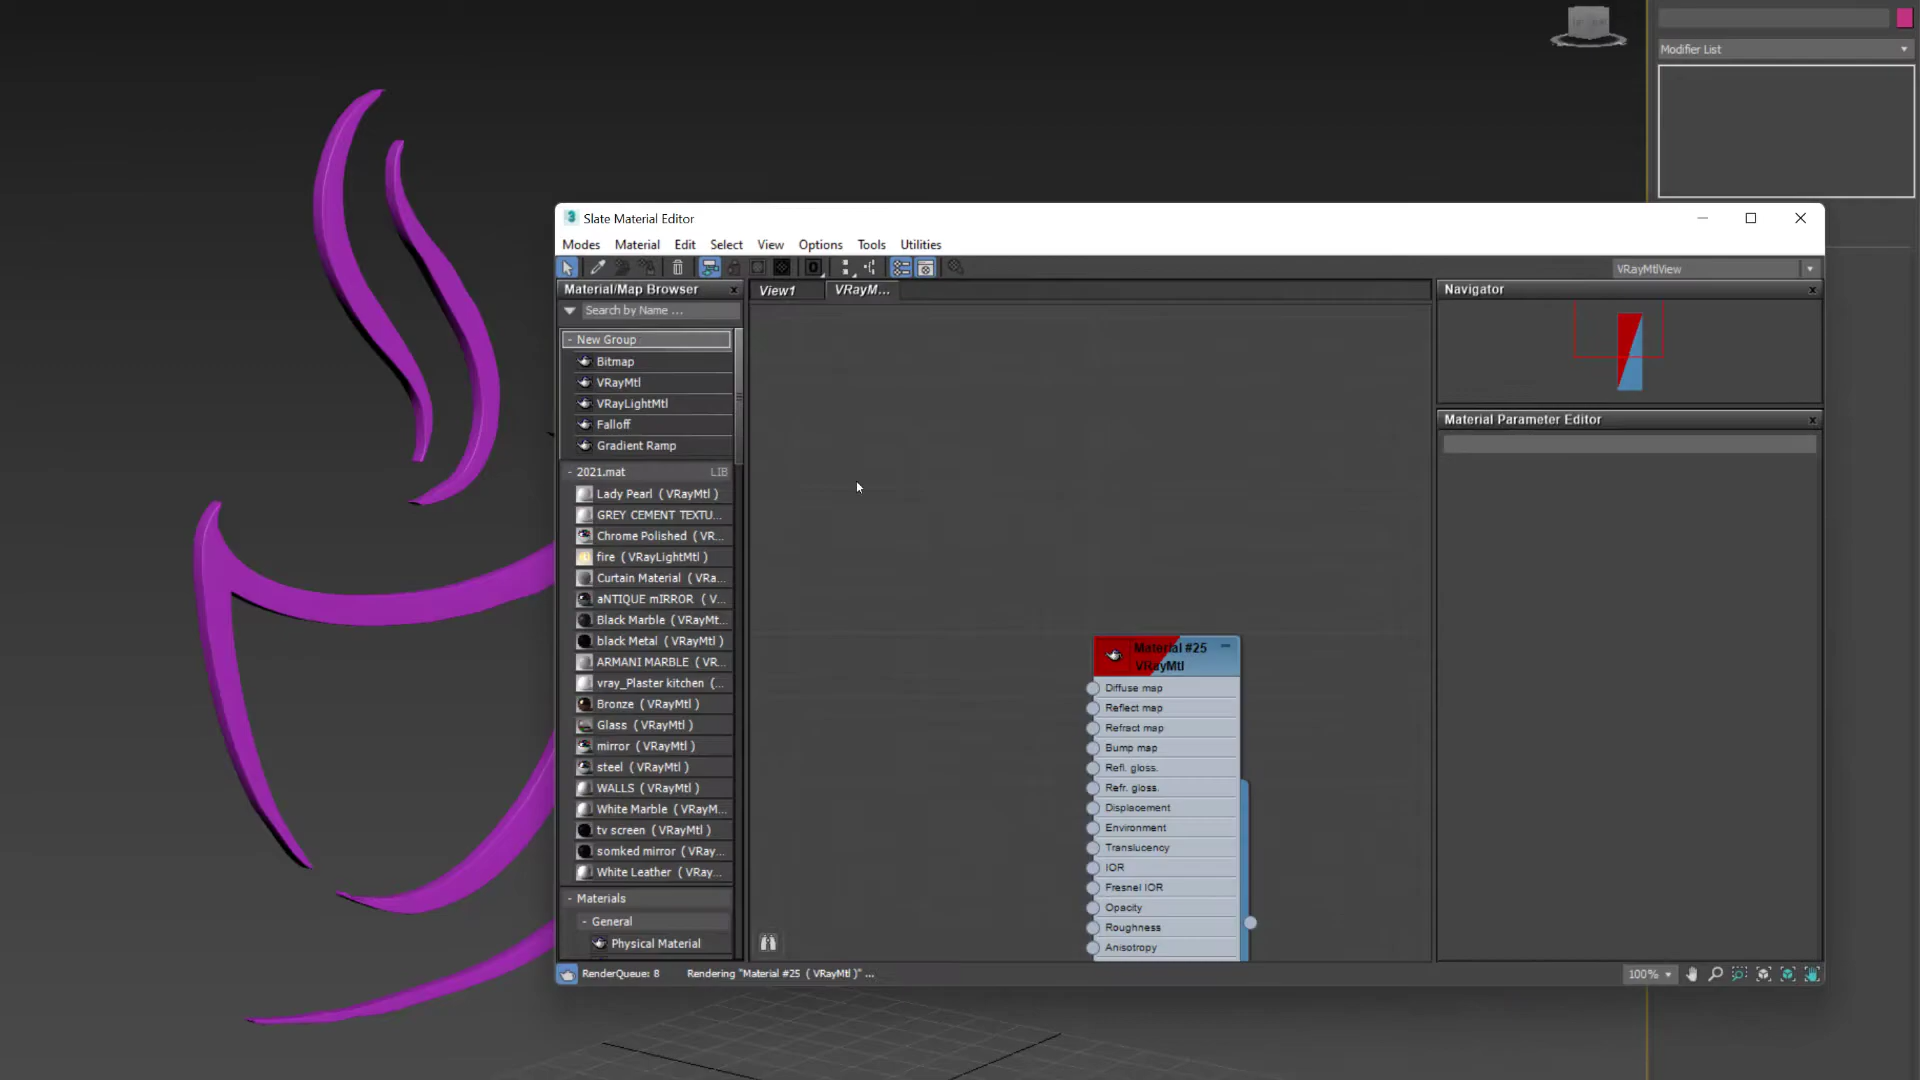 Modifier List
Slate Material Editor
Modes Material Edit Select View Options Tools Utilities
VRayMtlView
Material/Map Browser
View1
VRayM...
Navigator
Search by Name ...
- New Group
Bitmap
VRayMtl
VRayLightMtl
Falloff
Gradient Ramp
Material Parameter Editor
- 2021.mat LIB
Lady Pearl ( VRayMtl )
GREY CEMENT TEXTU...
Chrome Polished ( VR...
fire ( VRayLightMtl )
Curtain Material ( VRa...
aNTIQUE mIRROR ( V...
Black Marble ( VRayMt...
black Metal ( VRayMtl )
ARMANI MARBLE ( VR...
vray_Plaster kitchen (...
Bronze ( VRayMtl )
Glass ( VRayMtl )
mirror ( VRayMtl )
steel ( VRayMtl )
WALLS ( VRayMtl )
White Marble ( VRayM...
tv screen ( VRayMtl )
somked mirror ( VRay...
White Leather ( VRay...
- Materials
- General
Physical Material
Material #25
VRayMtl
Diffuse map
Reflect map
Refract map
Bump map
Refl. gloss.
Refr. gloss.
Displacement
Environment
Translucency
IOR
Fresnel IOR
Opacity
Roughness
Anisotropy
RenderQueue: 8 Rendering "Material #25 ( VRayMtl )" ...
100%